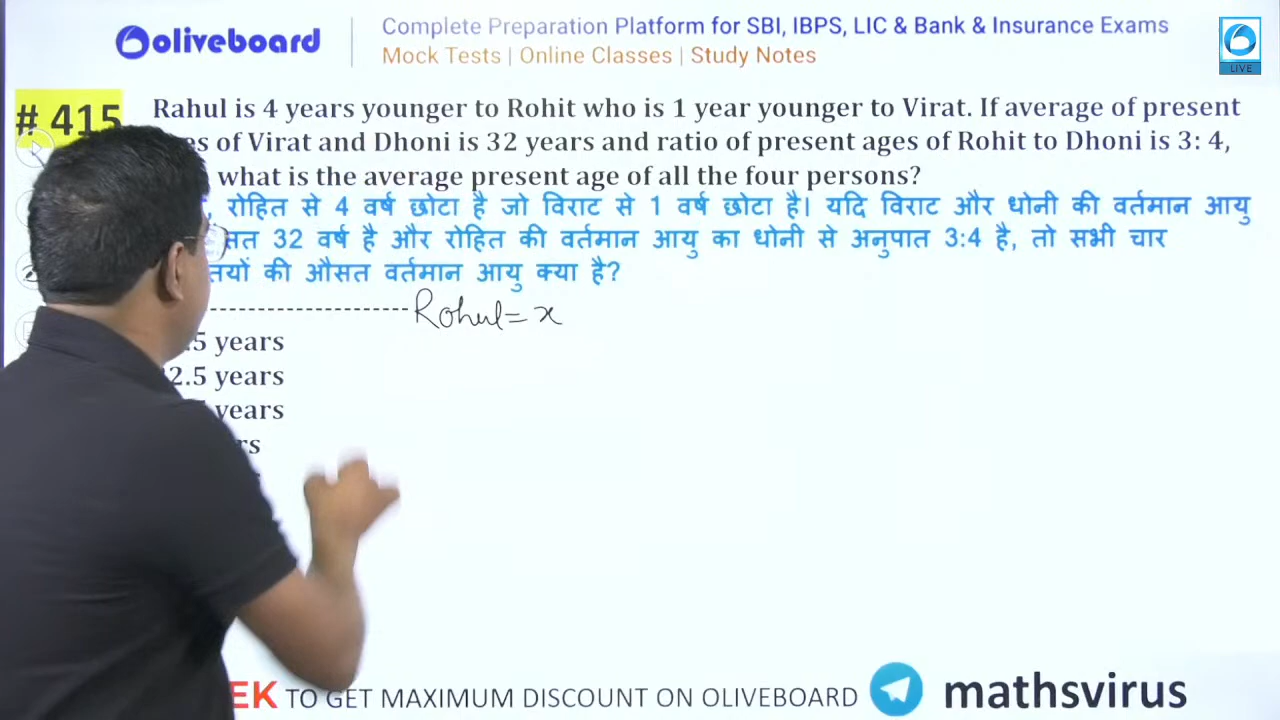 oliveboard
Complete Preparation Platform for SBI, IBPS, LIC & Bank & Insurance Exams
Mock Tests | Online Classes | Study Notes
LIVE
# 415
Rahul is 4 years younger to Rohit who is 1 year younger to Virat. If average of present
of Virat and Dhoni is 32 years and ratio of present ages of Rohit to Dhoni is 3: 4,
what is the average present age of all the four persons?
रोहित से 4 वर्ष छोटा है जो विराट से 1 वर्ष छोटा है। यदि विराट और धोनी की वर्तमान आयु
32 वर्ष है और रोहित की वर्तमान आयु का धोनी से अनुपात 3:4 है, तो सभी चार
की औसत वर्तमान आयु क्या है?
Rahul = x
.5 years
2.5 years
years
TO GET MAXIMUM DISCOUNT ON OLIVEBOARD
mathsvirus